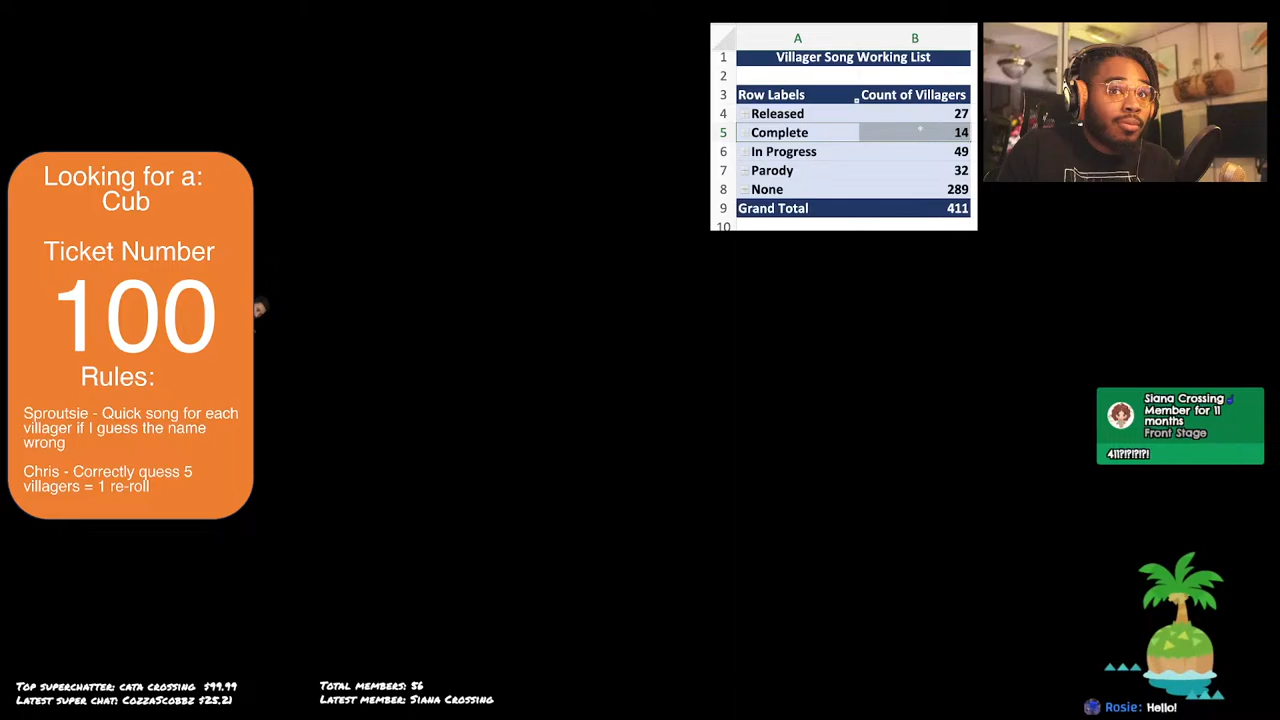 A B
1 Villager Song Working List
2
3 Row Labels Count of Villagers
4 Released 27
5 Complete 14
6 In Progress 49
7 Parody 32
8 None 289
9 Grand Total 411
10
Looking for a:
Cub
Ticket Number
100
Rules:
Sproutsie - Quick song for each
villager if I guess the name
wrong
Chris - Correctly quess 5
villagers = 1 re-roll
Siana Crossing
Member for 11
months
Front Stage
411?!?!?!?!
Top superchatter: cata crossing $99.99
Latest super chat: CozzaScobbz $25.21
Total members: 56
Latest member: Siana Crossing
Rosie: Hello!